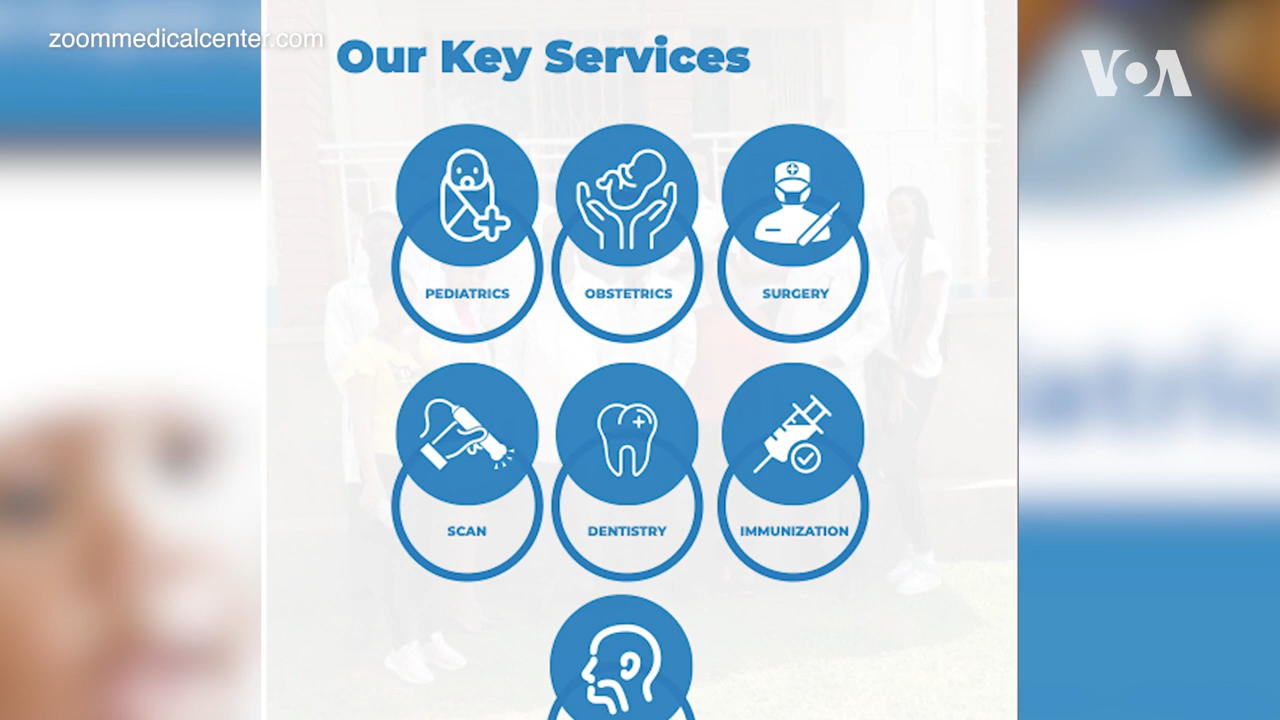 zoommedicalcenter.com
Our Key Services
VOA
PEDIATRICS
OBSTETRICS
SURGERY
SCAN
DENTISTRY
IMMUNIZATION